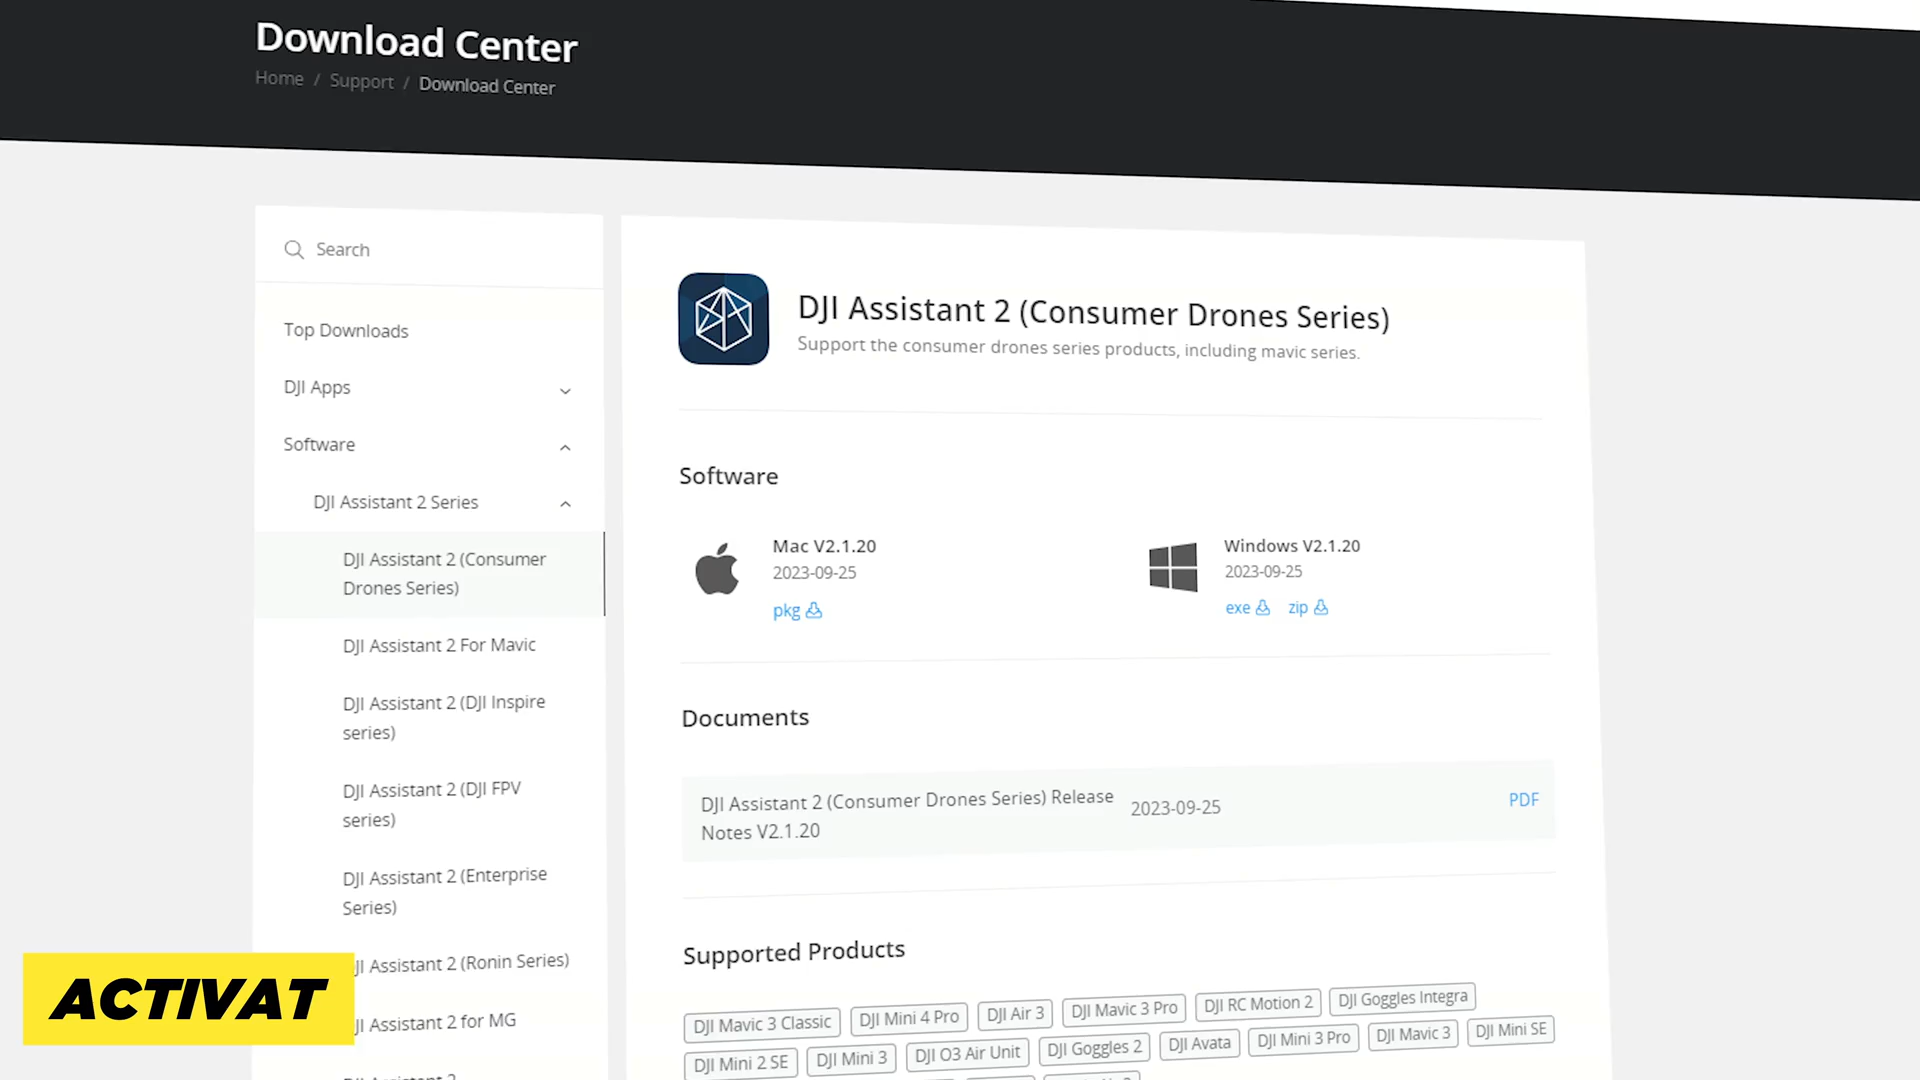 Download Center
Home / Support / Download Center
Search
Top Downloads
DJI Apps
Software
DJI Assistant 2 Series
DJI Assistant 2 (Consumer
Drones Series)
DJI Assistant 2 For Mavic
DJI Assistant 2 (DJI Inspire
series)
DJI Assistant 2 (DJI FPV
series)
DJI Assistant 2 (Enterprise
Series)
JI Assistant 2 (Ronin Series)
JI Assistant 2 for MG
ACTIVAT
DJI Assistant 2 (Consumer Drones Series)
Support the consumer drones series products, including mavic series.
Software
Mac V2.1.20
2023-09-25
pkg
Windows V2.1.20
2023-09-25
exe zip
Documents
DJI Assistant 2 (Consumer Drones Series) Release
Notes V2.1.20
2023-09-25
PDF
Supported Products
DJI Mavic 3 Classic DJI Mini 4 Pro DJI Air 3 DJI Mavic 3 Pro DJI RC Motion 2 DJI Goggles Integra
DJI Mini 2 SE DJI Mini 3 DJI O3 Air Unit DJI Goggles 2 DJI Avata DJI Mini 3 Pro DJI Mavic 3 DJI Mini SE